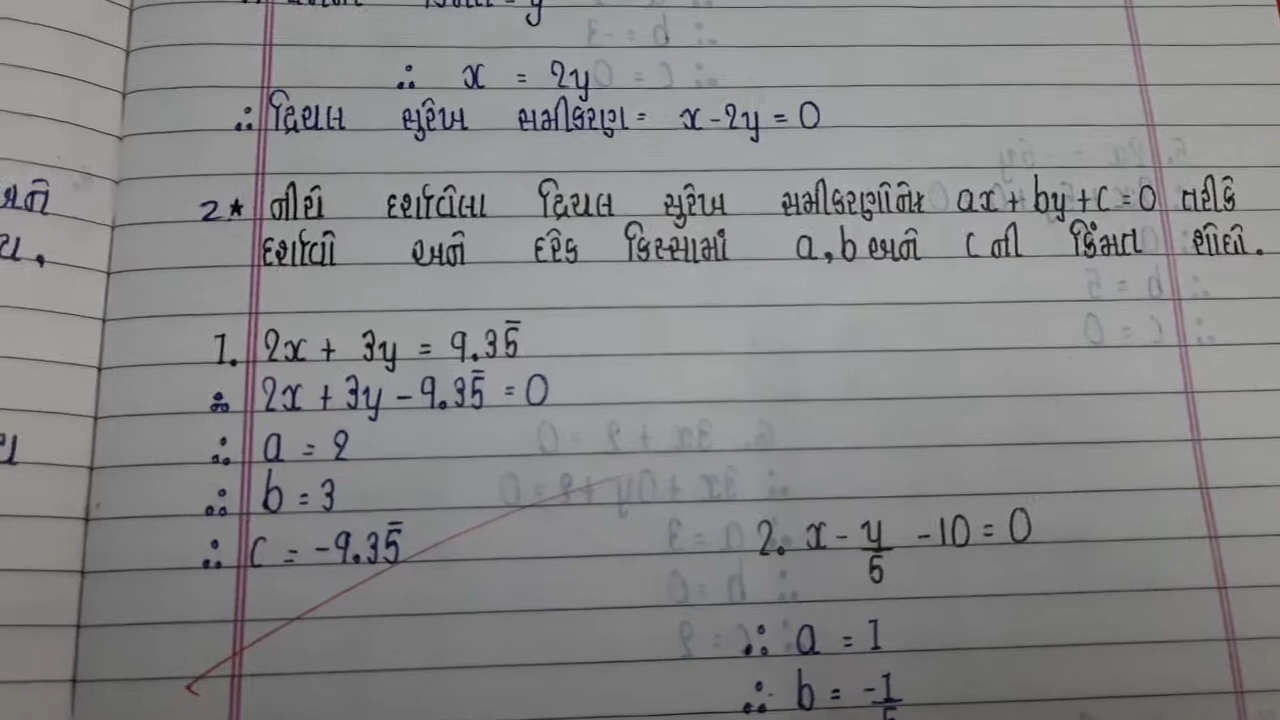 ∴ x = 2y
∴ દ્વિચલ સુરેખ સમીકરણ = x - 2y = 0
2* નીચે દર્શાવેલા દ્વિચલ સુરેખ સમીકરણોને ax + by + c = 0 તરીકે
દર્શાવો અને દરેક કિસ્સામાં a, b અને c ની કિંમત શોધો.
1. 2x + 3y = 9.35̅
∴ 2x + 3y - 9.35̅ = 0
∴ a = 2
∴ b = 3
∴ c = -9.35̅
2. x - y/5 - 10 = 0
∴ a = 1
∴ b = -1/5